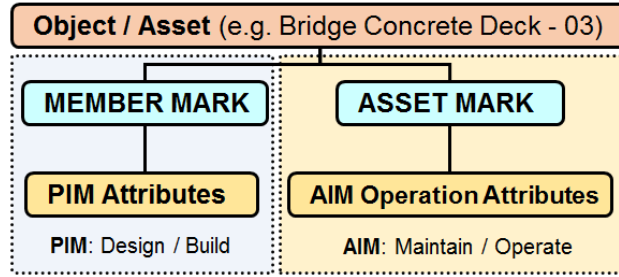 Object / Asset (e.g. Bridge Concrete Deck - 03)
MEMBER MARK
ASSET MARK
PIM Attributes
AIM Operation Attributes
PIM: Design / Build
AIM: Maintain / Operate